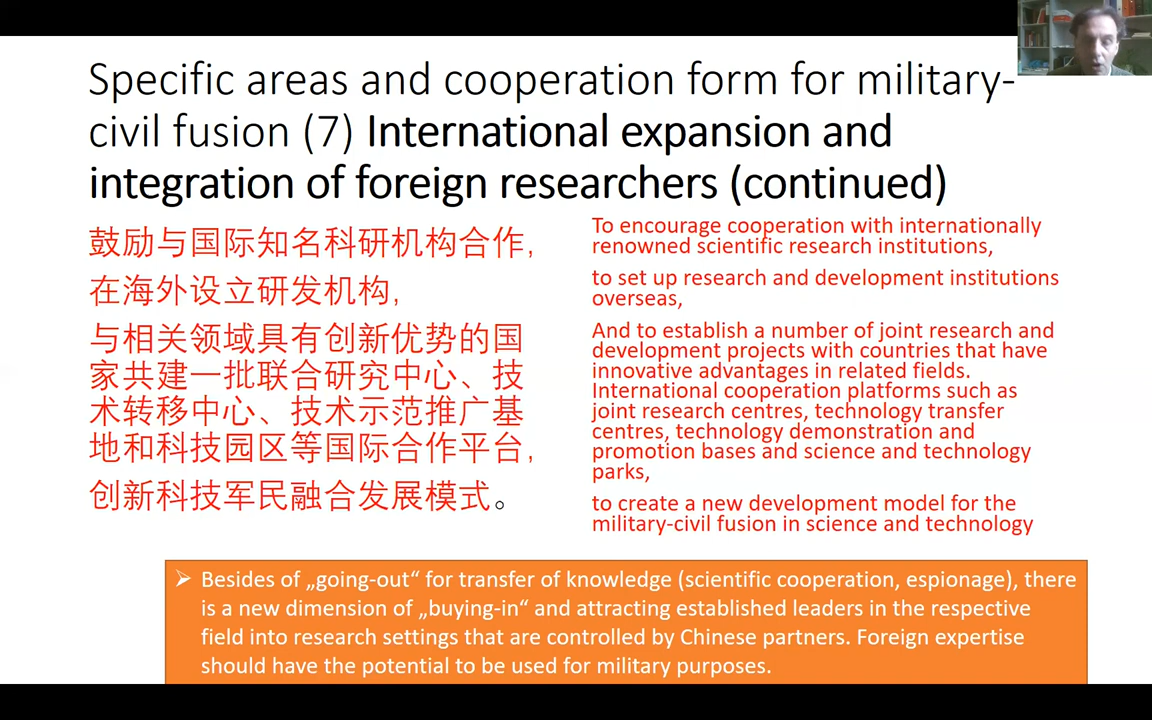 Specific areas and cooperation form for military-
civil fusion (7) International expansion and
integration of foreign researchers (continued)
鼓励与国际知名科研机构合作,
在海外设立研发机构,
与相关领域具有创新优势的国
家共建一批联合研究中心、技
术转移中心、技术示范推广基
地和科技园区等国际合作平台,
创新科技军民融合发展模式。
To encourage cooperation with internationally
renowned scientific research institutions,
to set up research and development institutions
overseas,
And to establish a number of joint research and
development projects with countries that have
innovative advantages in related fields.
International cooperation platforms such as
joint research centres, technology transfer
centres, technology demonstration and
promotion bases and science and technology
parks,
to create a new development model for the
military-civil fusion in science and technology
➢ Besides of „going-out“ for transfer of knowledge (scientific cooperation, espionage), there
is a new dimension of „buying-in“ and attracting established leaders in the respective
field into research settings that are controlled by Chinese partners. Foreign expertise
should have the potential to be used for military purposes.